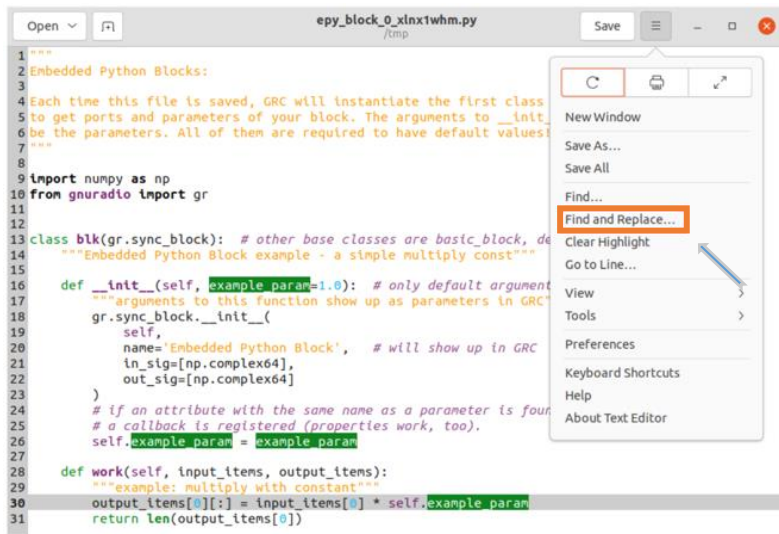 Open
epy_block_0_xlnx1whm.py
/tmp
Save
1 """
2 Embedded Python Blocks:
3
4 Each time this file is saved, GRC will instantiate the first class
5 to get ports and parameters of your block. The arguments to __init_
6 be the parameters. All of them are required to have default values!
7 """
8
9 import numpy as np
10 from gnuradio import gr
11
12
13 class blk(gr.sync_block):  # other base classes are basic_block, de
14     """Embedded Python Block example - a simple multiply const"""
15
16     def __init__(self, example_param=1.0):  # only default argument
17         """arguments to this function show up as parameters in GRC"
18         gr.sync_block.__init__(
19             self,
20             name='Embedded Python Block',   # will show up in GRC
21             in_sig=[np.complex64],
22             out_sig=[np.complex64]
23         )
24         # if an attribute with the same name as a parameter is foun
25         # a callback is registered (properties work, too).
26         self.example_param = example_param
27
28     def work(self, input_items, output_items):
29         """example: multiply with constant"""
30         output_items[0][:] = input_items[0] * self.example_param
31         return len(output_items[0])
New Window
Save As...
Save All
Find...
Find and Replace...
Clear Highlight
Go to Line...
View
Tools
Preferences
Keyboard Shortcuts
Help
About Text Editor